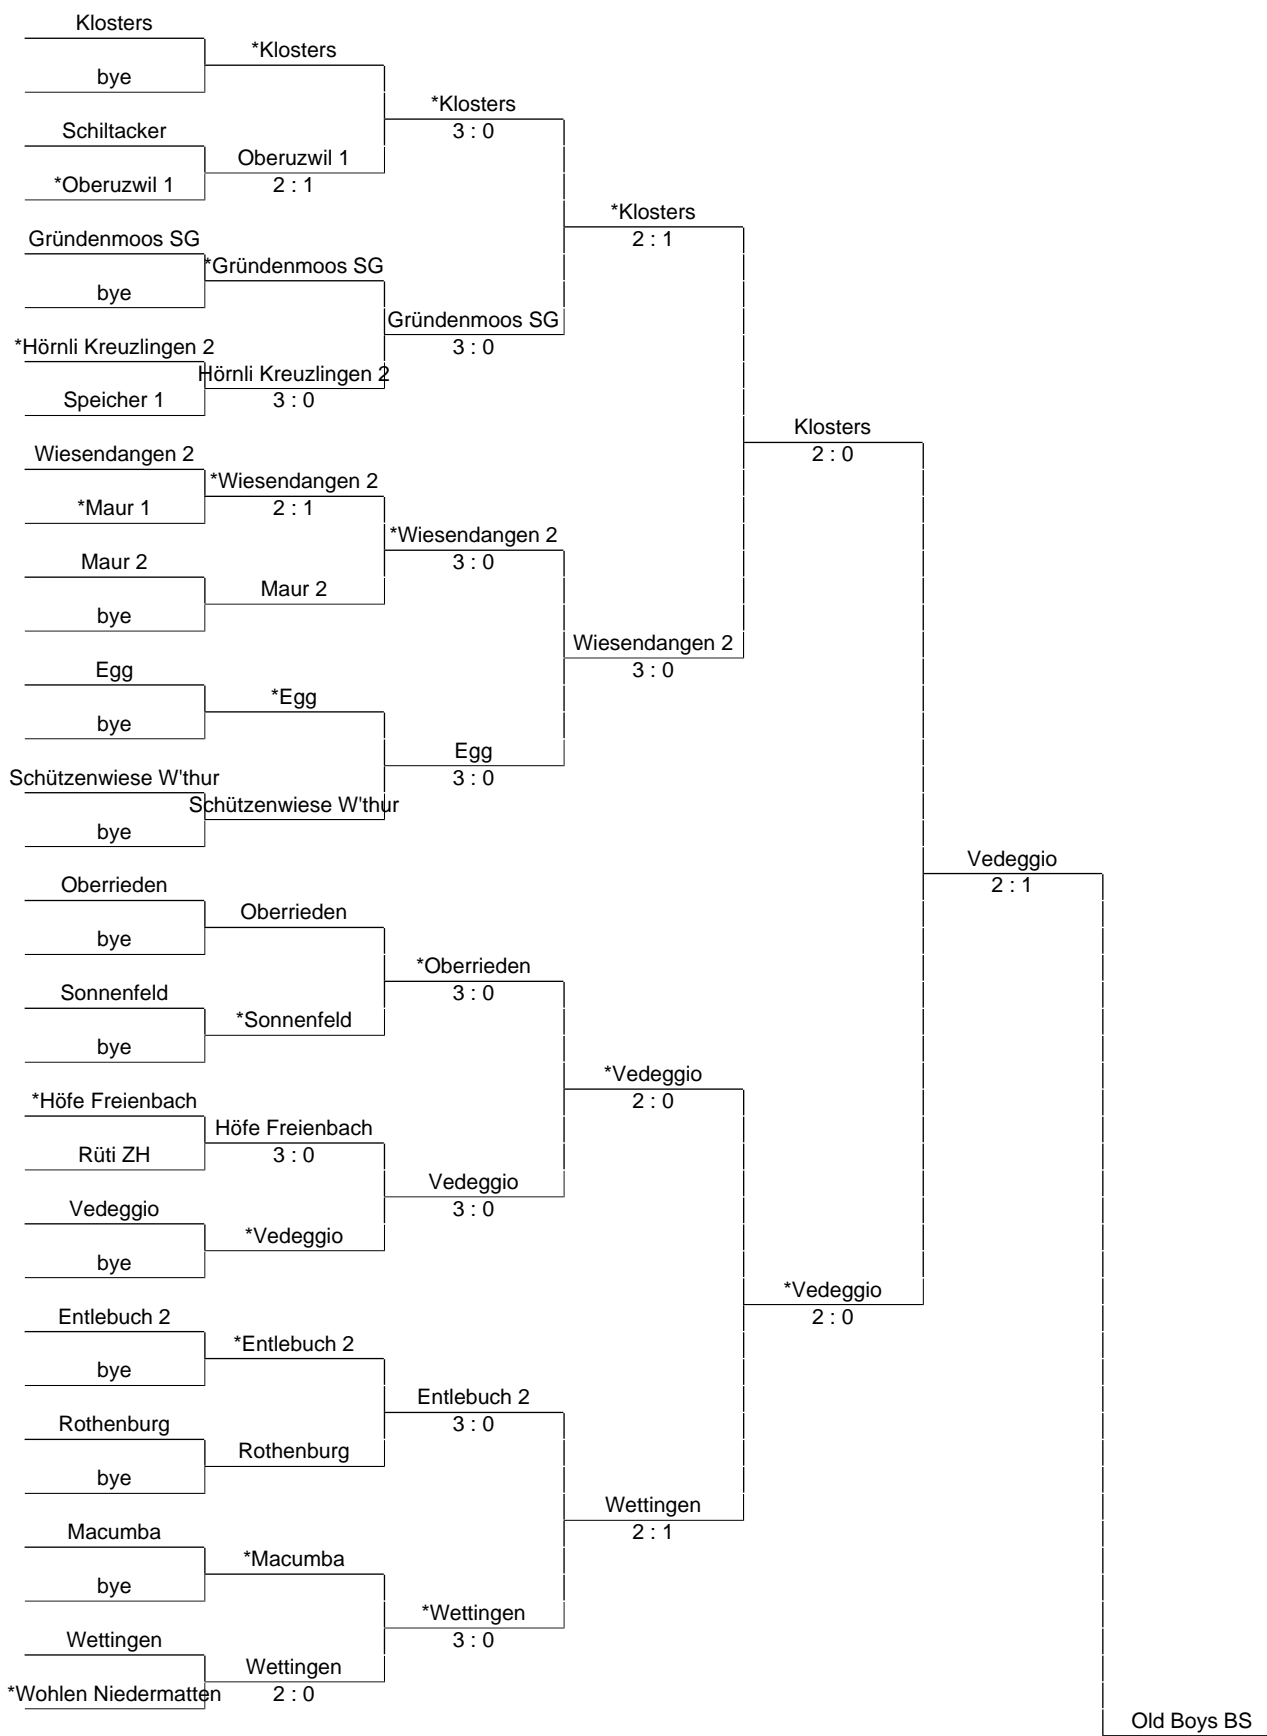 Klosters
*Klosters
bye
*Klosters
3 : 0
Schiltacker
Oberuzwil 1
2 : 1
*Oberuzwil 1
*Klosters
2 : 1
Gründenmoos SG
*Gründenmoos SG
bye
Gründenmoos SG
3 : 0
*Hörnli Kreuzlingen 2
Hörnli Kreuzlingen 2
3 : 0
Speicher 1
Klosters
2 : 0
Wiesendangen 2
*Wiesendangen 2
2 : 1
*Maur 1
*Wiesendangen 2
3 : 0
Maur 2
Maur 2
bye
Wiesendangen 2
3 : 0
Egg
*Egg
bye
Egg
3 : 0
Schützenwiese W'thur
Schützenwiese W'thur
bye
Vedeggio
2 : 1
Oberrieden
Oberrieden
bye
*Oberrieden
3 : 0
Sonnenfeld
*Sonnenfeld
bye
*Vedeggio
2 : 0
*Höfe Freienbach
Höfe Freienbach
3 : 0
Rüti ZH
Vedeggio
3 : 0
Vedeggio
*Vedeggio
bye
*Vedeggio
2 : 0
Entlebuch 2
*Entlebuch 2
bye
Entlebuch 2
3 : 0
Rothenburg
Rothenburg
bye
Wettingen
2 : 1
Macumba
*Macumba
bye
*Wettingen
3 : 0
Wettingen
Wettingen
2 : 0
*Wohlen Niedermatten
Old Boys BS